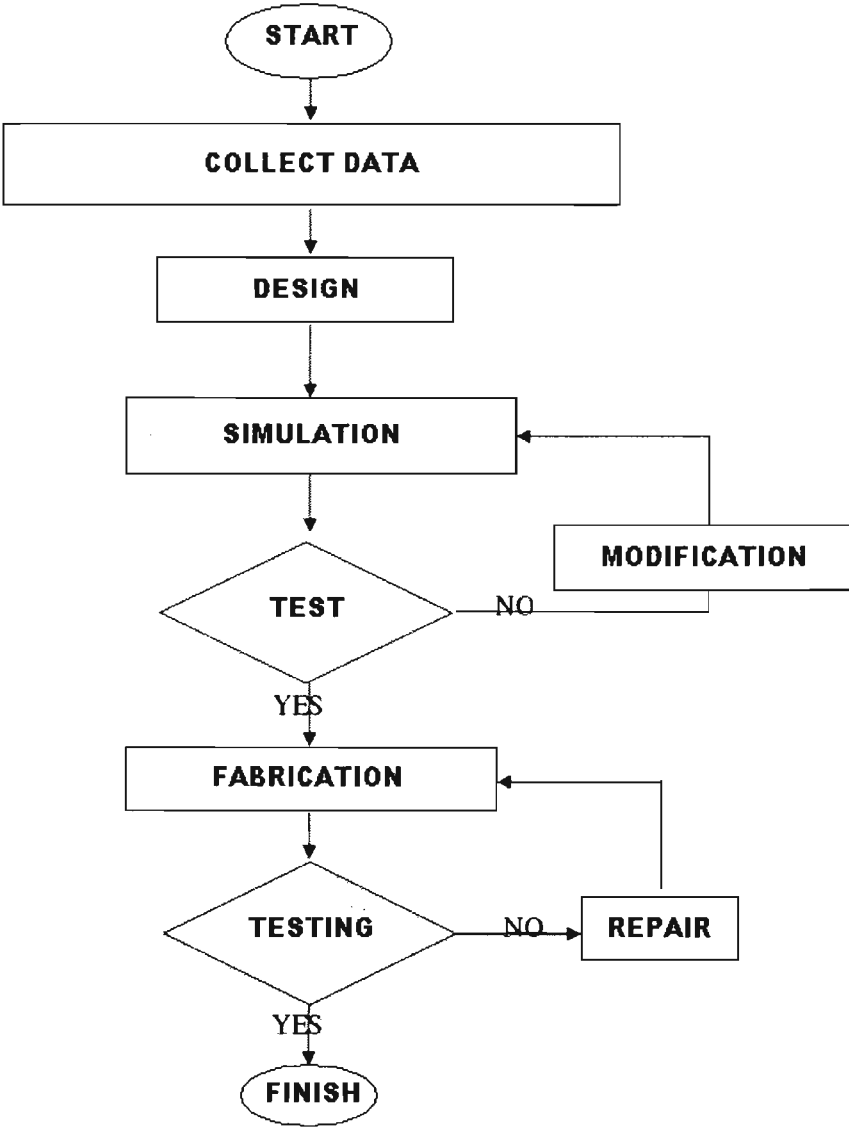 START
COLLECT DATA
DESIGN
SIMULATION
MODIFICATION
TEST
NO
YES
FABRICATION
TESTING
NO
REPAIR
YES
FINISH